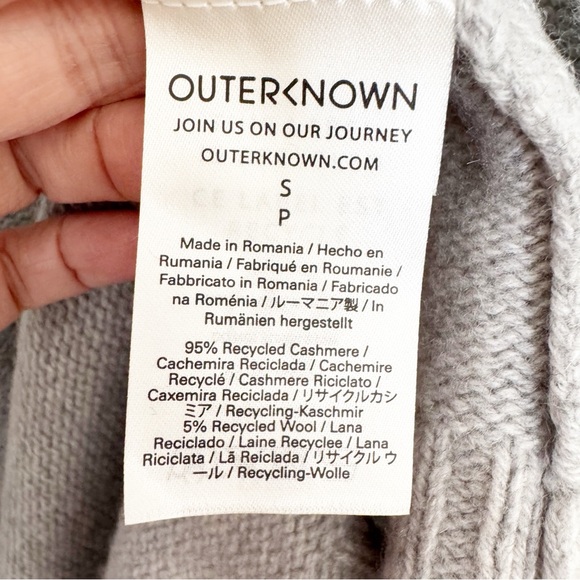 OUTERKNOWN
JOIN US ON OUR JOURNEY
OUTERKNOWN.COM
S
P
Made in Romania / Hecho en
Rumania / Fabriqué en Roumanie /
Fabbricato in Romania / Fabricado
na Roménia / ルーマニア製 / In
Rumänien hergestellt
95% Recycled Cashmere /
Cachemira Reciclada / Cachemire
Recyclé / Cashmere Riciclato /
Caxemira Reciclada / リサイクルカシ
ミア / Recycling-Kaschmir
5% Recycled Wool / Lana
Reciclado / Laine Recyclee / Lana
Riciclata / Lã Reiclada / リサイクル ウ
ール / Recycling-Wolle